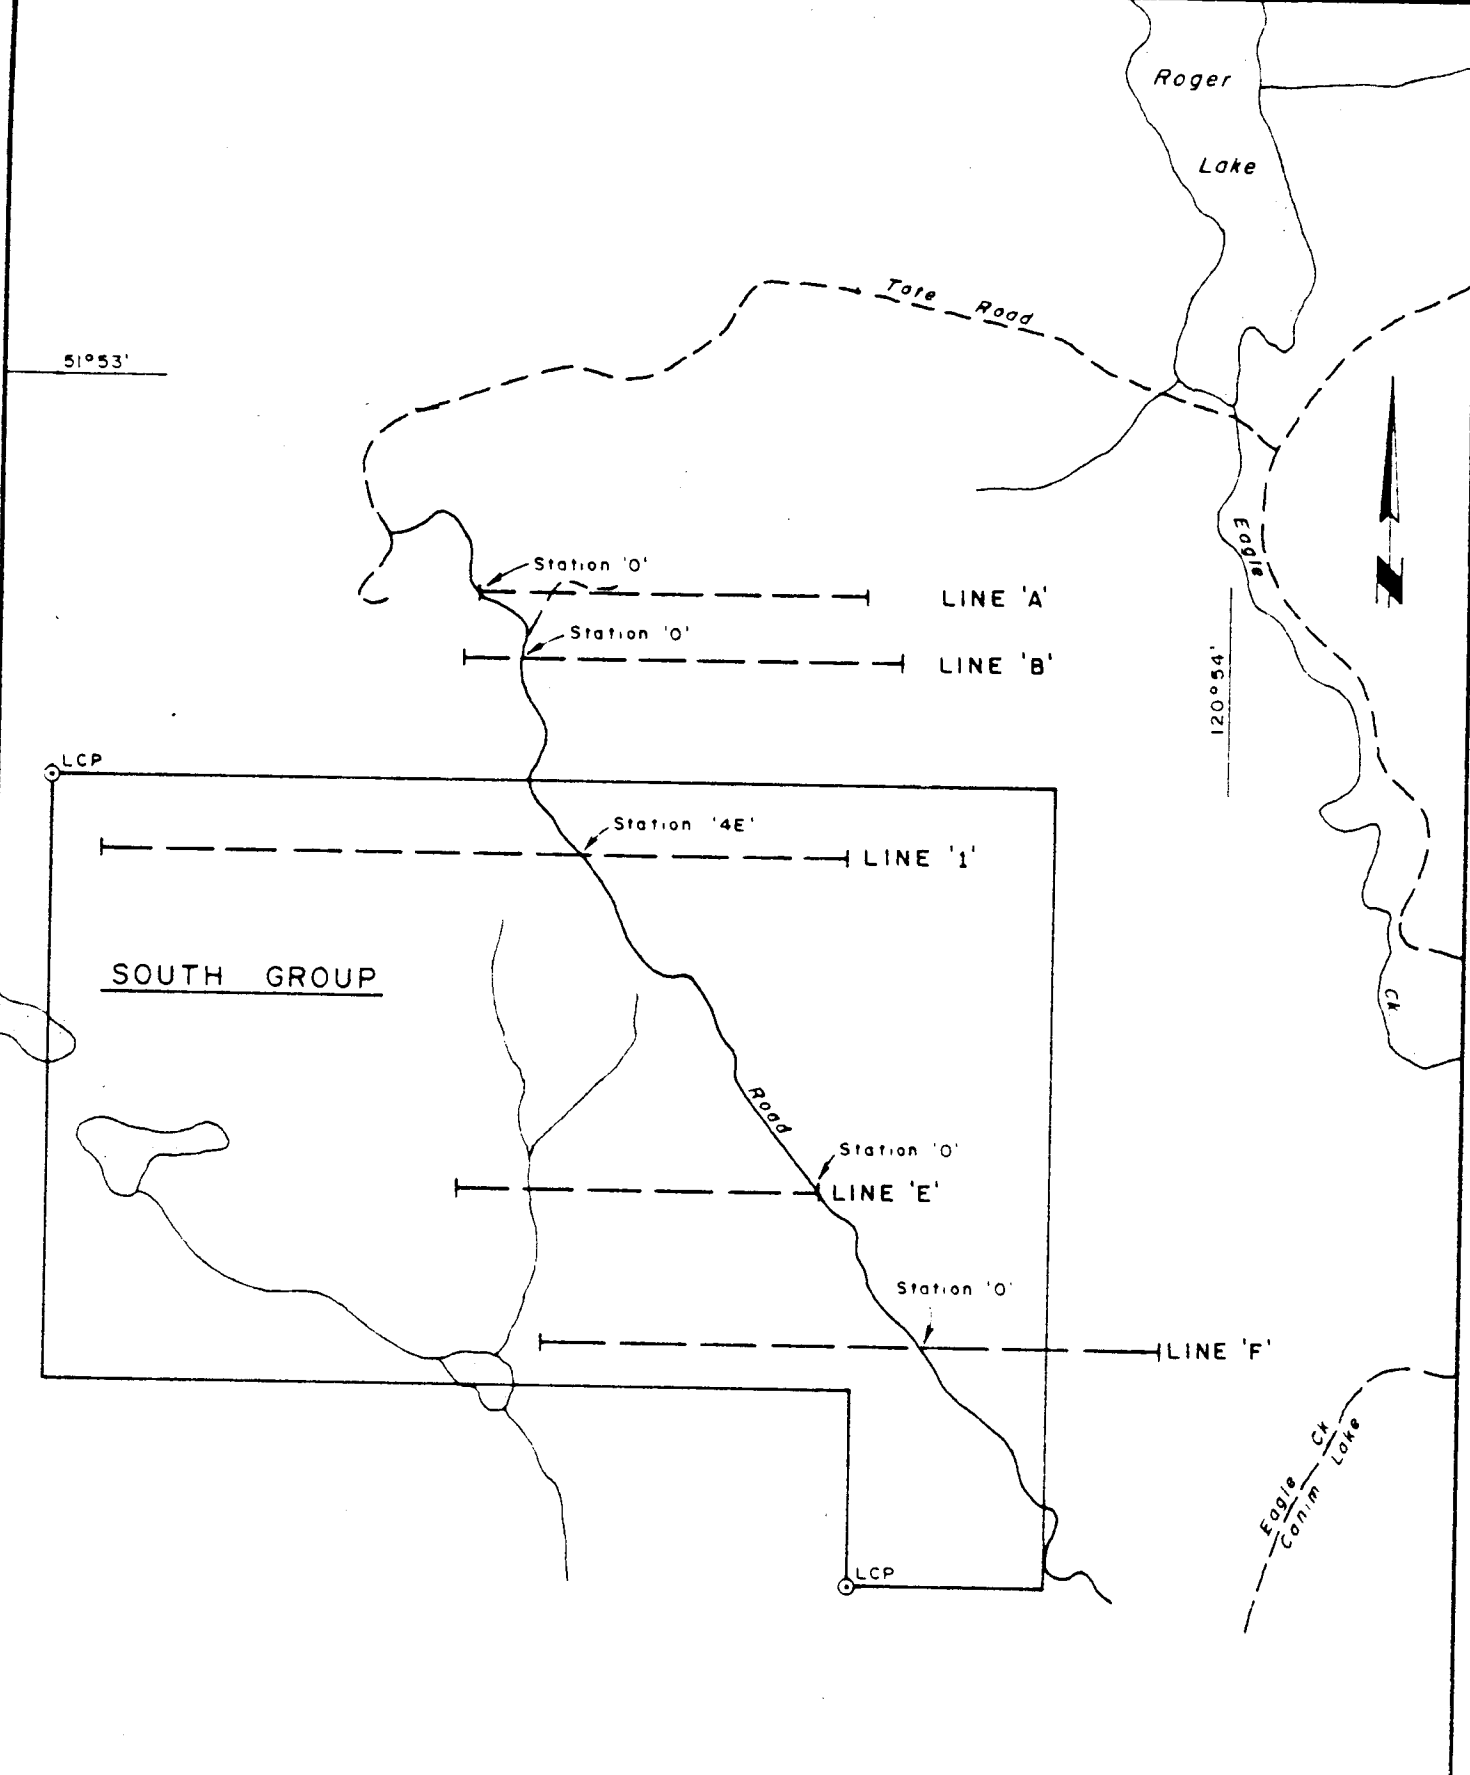 Roger
Lake
Tate Road
51°53'
Eagle
Station '0'
LINE 'A'
Station '0'
LINE 'B'
120°54'
LCP
Station '4E'
LINE '1'
SOUTH GROUP
Ck
Road
Station '0'
LINE 'E'
Station '0'
LINE 'F'
Eagle Ck
Canim Lake
LCP
N